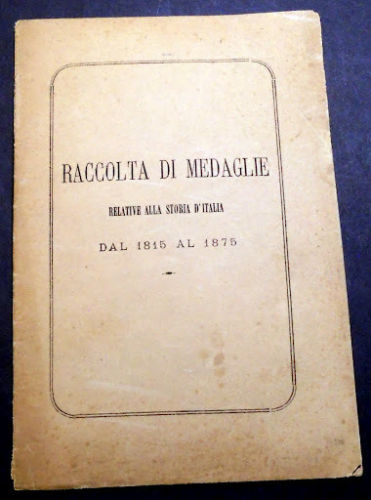 RACCOLTA DI MEDAGLIE
RELATIVE ALLA STORIA D'ITALIA
DAL 1815 AL 1875